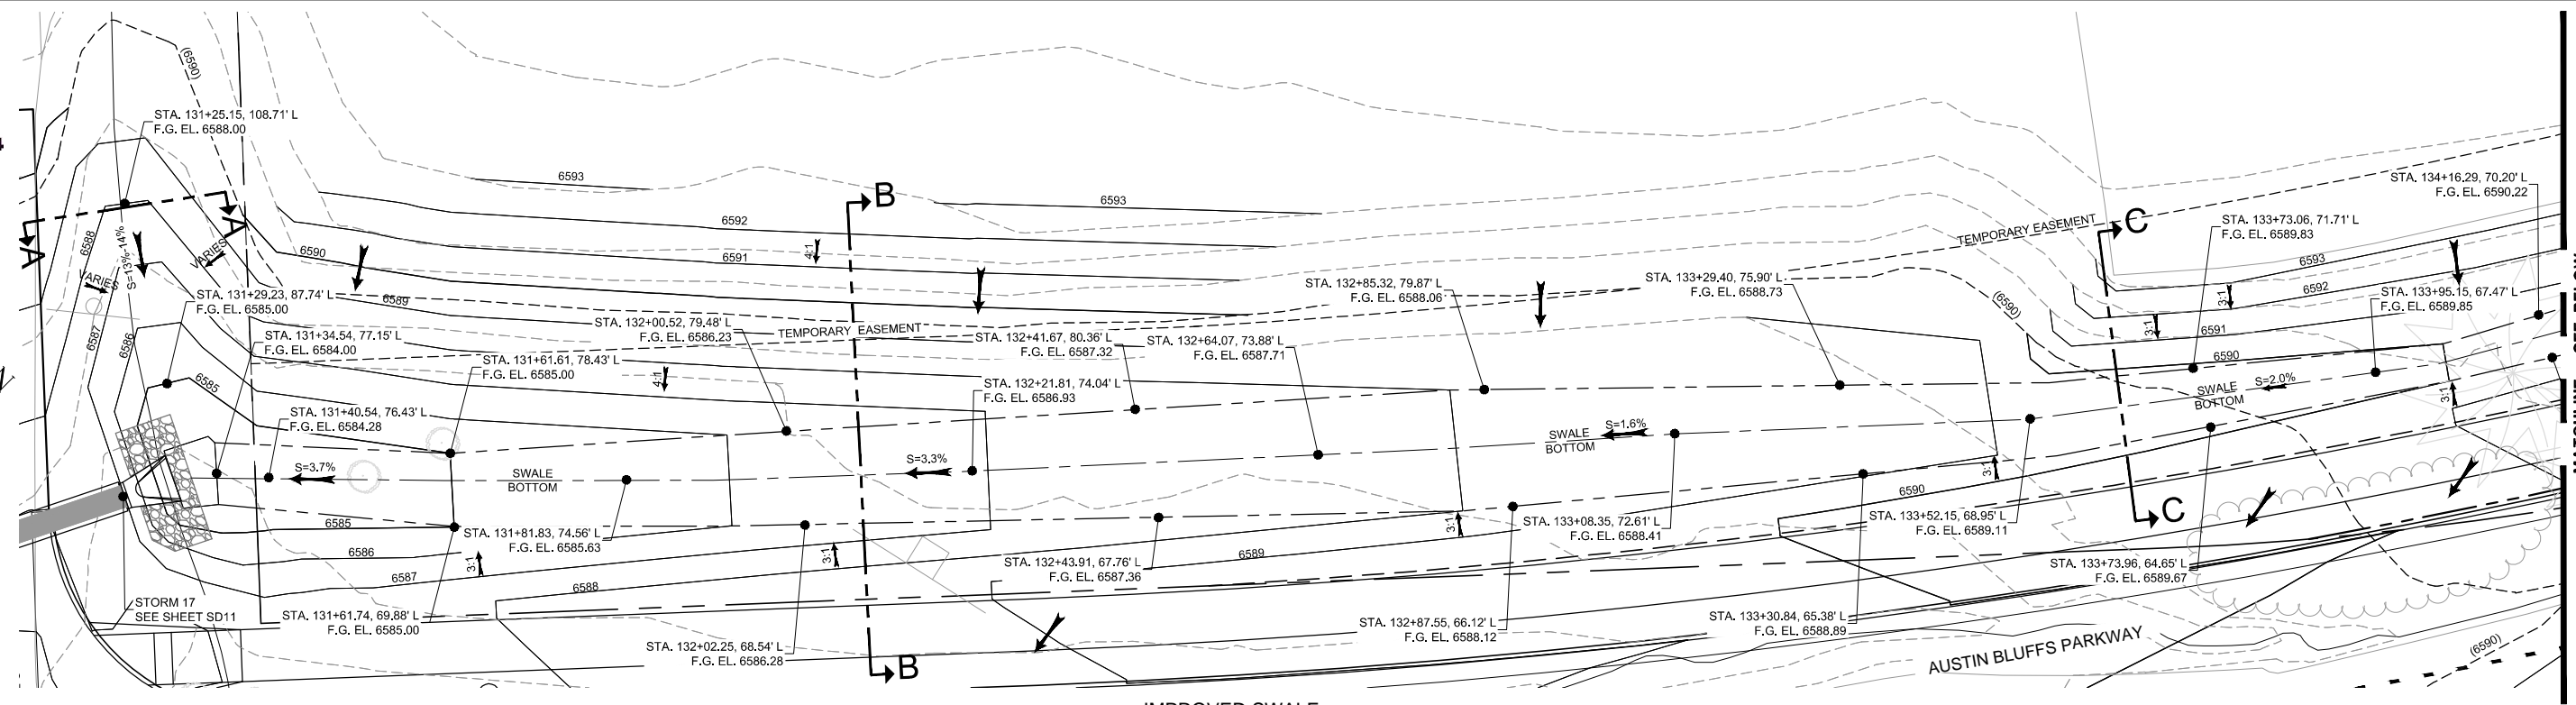 (6590)
STA. 131+25.15, 108.71' L
F.G. EL. 6588.00
6593
B
6593
6592
6591
4:1
A
A
6588
S=13%-14%
VARIES
VARIES
6590
6589
6587
6586
STA. 131+29.23, 87.74' L
F.G. EL. 6585.00
STA. 131+34.54, 77.15' L
F.G. EL. 6584.00
6585
STA. 131+40.54, 76.43' L
F.G. EL. 6584.28
STA. 131+61.61, 78.43' L
F.G. EL. 6585.00
4:1
STA. 132+00.52, 79.48' L
F.G. EL. 6586.23
TEMPORARY EASEMENT
STA. 132+41.67, 80.36' L
F.G. EL. 6587.32
STA. 132+21.81, 74.04' L
F.G. EL. 6586.93
STA. 132+64.07, 73.88' L
F.G. EL. 6587.71
STA. 132+85.32, 79.87' L
F.G. EL. 6588.06
STA. 133+29.40, 75.90' L
F.G. EL. 6588.73
TEMPORARY EASEMENT
C
(6590)
STA. 133+73.06, 71.71' L
F.G. EL. 6589.83
STA. 134+16.29, 70.20' L
F.G. EL. 6590.22
6593
6592
3:1
STA. 133+95.15, 67.47' L
F.G. EL. 6589.85
3:1
6591
6590
S=2.0%
SWALE
BOTTOM
3:1
S=3.7%
SWALE
BOTTOM
S=3.3%
SWALE
BOTTOM
S=1.6%
3:1
6590
6585
6586
6587
3:1
STA. 131+81.83, 74.56' L
F.G. EL. 6585.63
3:1
6588
STA. 132+43.91, 67.76' L
F.G. EL. 6587.36
6589
3:1
STA. 133+08.35, 72.61' L
F.G. EL. 6588.41
STA. 133+52.15, 68.95' L
F.G. EL. 6589.11
C
STA. 133+73.96, 64.65' L
F.G. EL. 6589.67
STORM 17
SEE SHEET SD11
STA. 131+61.74, 69.88' L
F.G. EL. 6585.00
STA. 132+02.25, 68.54' L
F.G. EL. 6586.28
B
STA. 132+87.55, 66.12' L
F.G. EL. 6588.12
STA. 133+30.84, 65.38' L
F.G. EL. 6588.89
AUSTIN BLUFFS PARKWAY
(6590)
IMPROVED SWALE